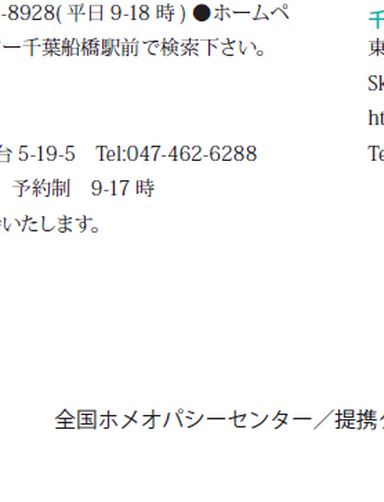 -8928( 平日 9-18 時 ) ●ホームペ
ー千葉船橋駅前で検索下さい。
台 5-19-5　Tel:047-462-6288
予約制　9-17 時
いたします。
千
東
Sk
ht
Te
全国ホメオパシーセンター／提携